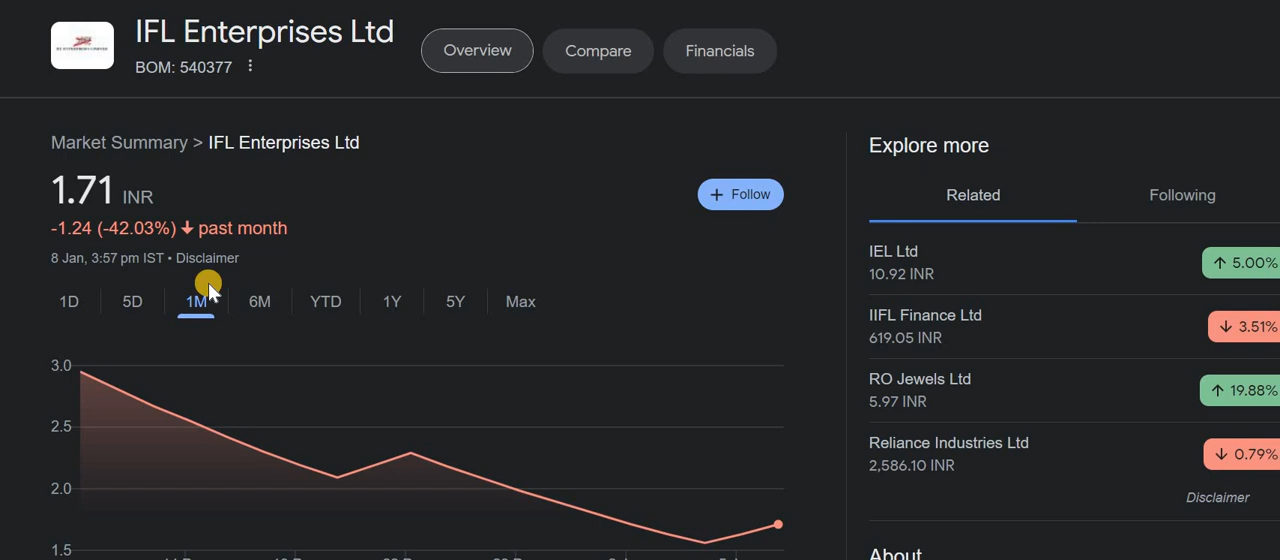 IFL Enterprises Ltd
BOM: 540377
Overview
Compare
Financials
Market Summary > IFL Enterprises Ltd
1.71 INR
-1.24 (-42.03%) ↓ past month
8 Jan, 3:57 pm IST • Disclaimer
+ Follow
1D 5D 1M 6M YTD 1Y 5Y Max
3.0
2.5
2.0
1.5
Explore more
Related
Following
IEL Ltd
10.92 INR
↑ 5.00%
IIFL Finance Ltd
619.05 INR
↓ 3.51%
RO Jewels Ltd
5.97 INR
↑ 19.88%
Reliance Industries Ltd
2,586.10 INR
↓ 0.79%
Disclaimer
About